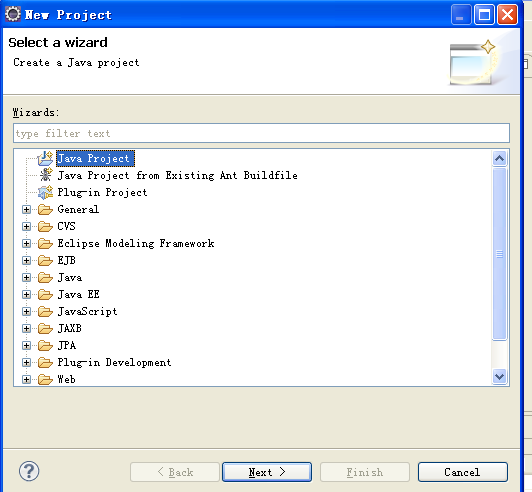 New Project
Select a wizard
Create a Java project
Wizards:
type filter text
Java Project
Java Project from Existing Ant Buildfile
Plug-in Project
General
CVS
Eclipse Modeling Framework
EJB
Java
Java EE
JavaScript
JAXB
JPA
Plug-in Development
Web
? < Back Next > Finish Cancel